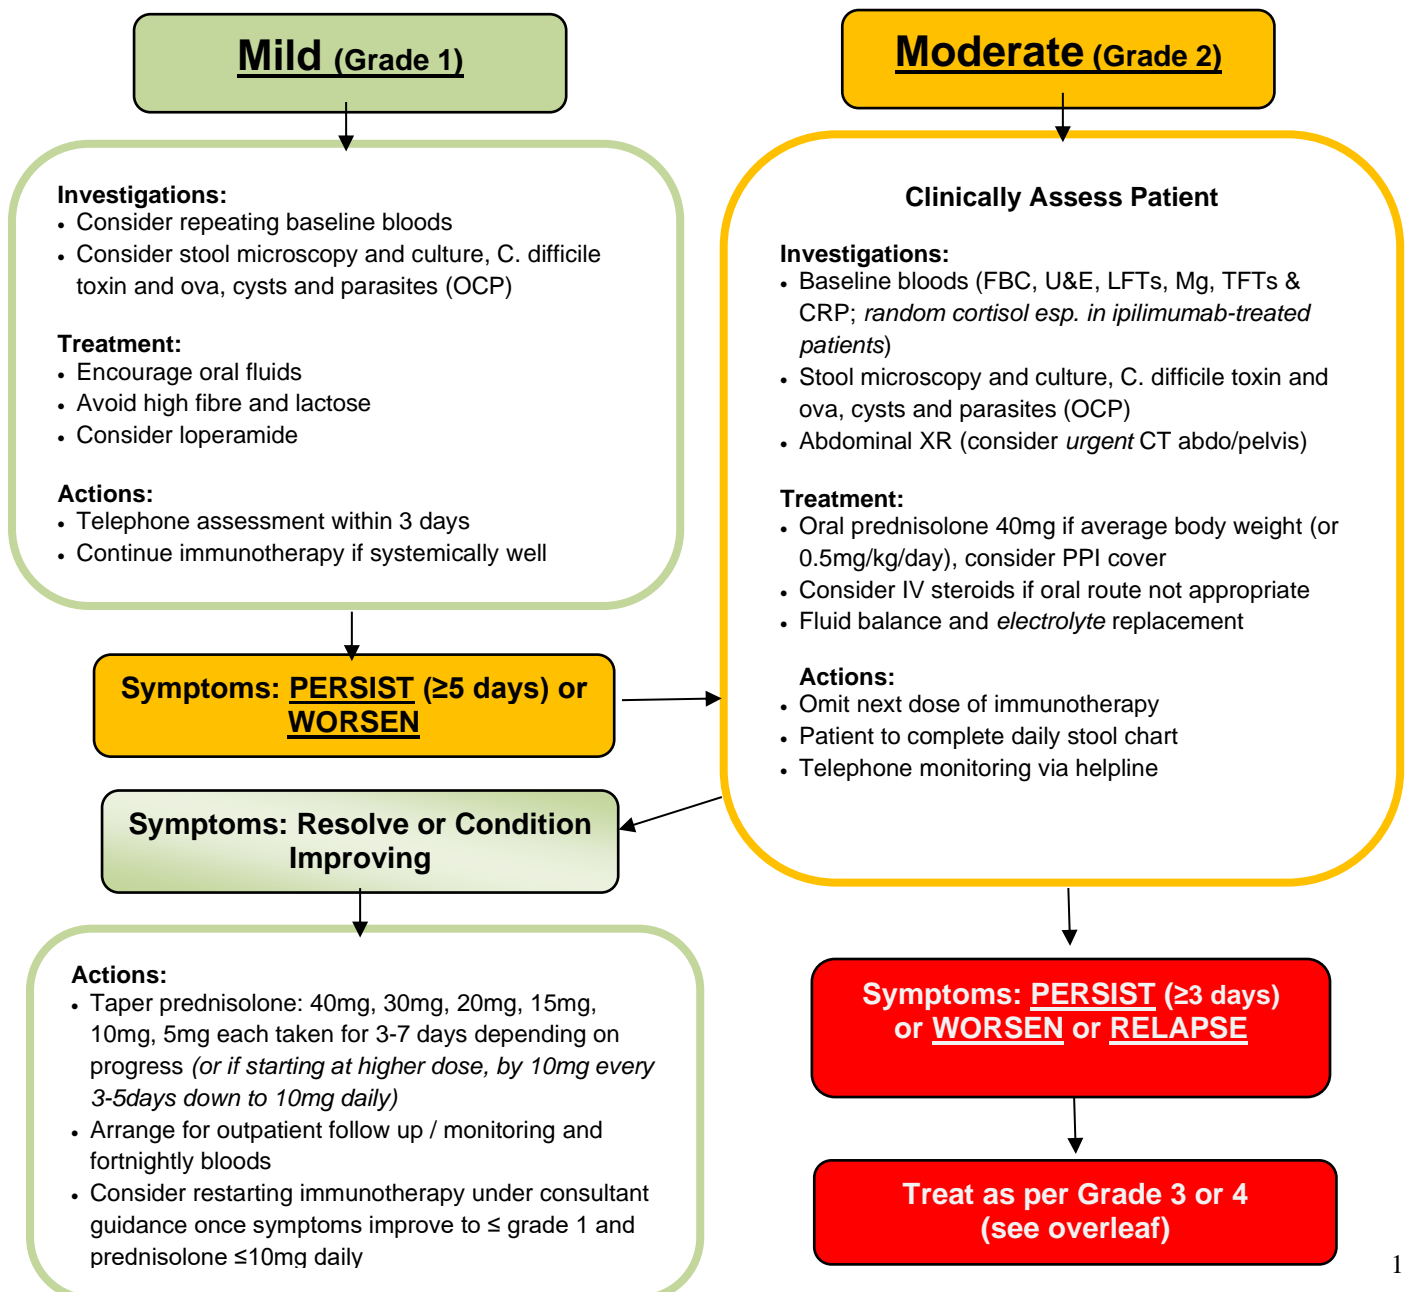 Mild (Grade 1)
Investigations:
• Consider repeating baseline bloods
• Consider stool microscopy and culture, C. difficile
toxin and ova, cysts and parasites (OCP)
Treatment:
• Encourage oral fluids
• Avoid high fibre and lactose
• Consider loperamide
Actions:
• Telephone assessment within 3 days
• Continue immunotherapy if systemically well
Symptoms: PERSIST (≥5 days) or
WORSEN
Moderate (Grade 2)
Clinically Assess Patient
Investigations:
• Baseline bloods (FBC, U&E, LFTs, Mg, TFTs &
CRP; random cortisol esp. in ipilimumab-treated
patients)
• Stool microscopy and culture, C. difficile toxin and
ova, cysts and parasites (OCP)
• Abdominal XR (consider urgent CT abdo/pelvis)
Treatment:
• Oral prednisolone 40mg if average body weight (or
0.5mg/kg/day), consider PPI cover
• Consider IV steroids if oral route not appropriate
• Fluid balance and electrolyte replacement
Actions:
• Omit next dose of immunotherapy
• Patient to complete daily stool chart
• Telephone monitoring via helpline
Symptoms: Resolve or Condition
Improving
Actions:
• Taper prednisolone: 40mg, 30mg, 20mg, 15mg,
10mg, 5mg each taken for 3-7 days depending on
progress (or if starting at higher dose, by 10mg every
3-5days down to 10mg daily)
• Arrange for outpatient follow up / monitoring and
fortnightly bloods
• Consider restarting immunotherapy under consultant
guidance once symptoms improve to ≤ grade 1 and
prednisolone ≤10mg daily
Symptoms: PERSIST (≥3 days)
or WORSEN or RELAPSE
Treat as per Grade 3 or 4
(see overleaf)
1